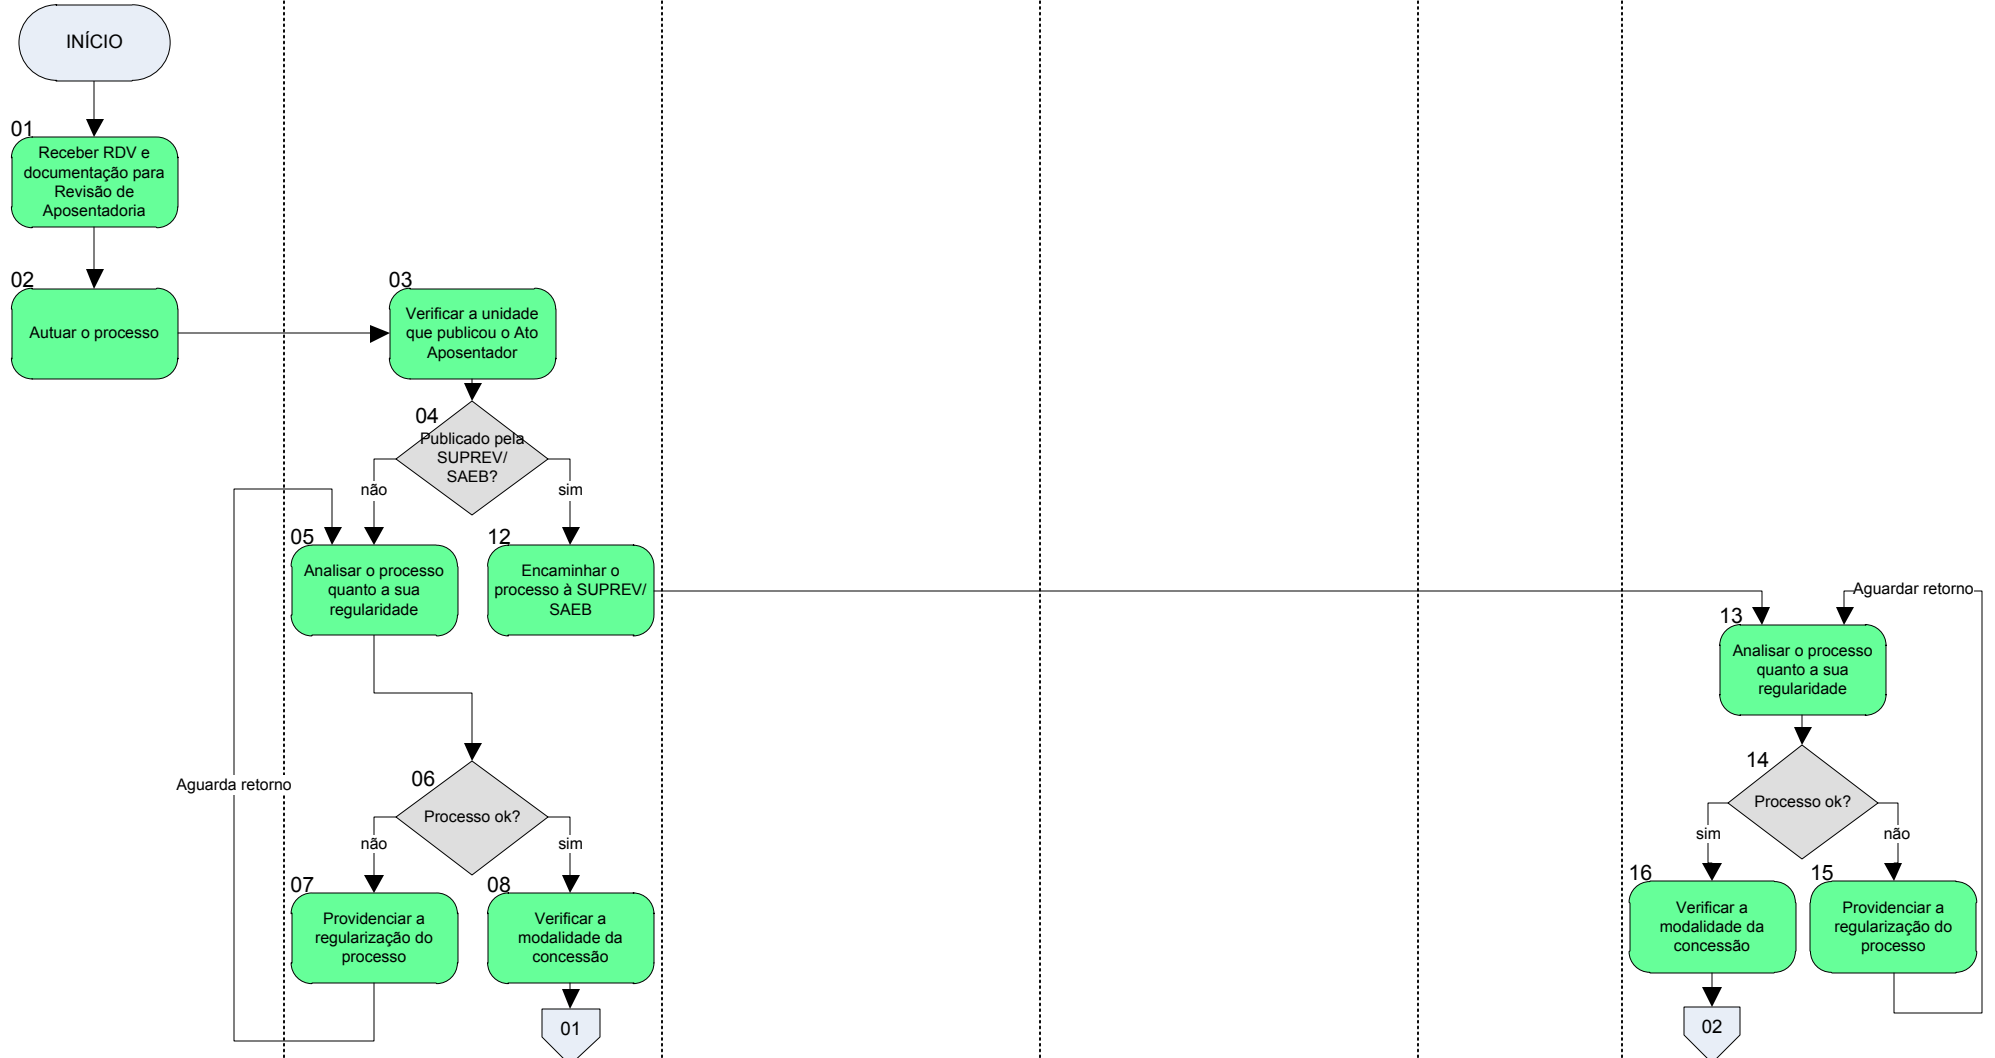 INÍCIO
01
Receber RDV e
documentação para
Revisão de
Aposentadoria
02
Autuar o processo
03
Verificar a unidade
que publicou o Ato
Aposentador
04
Publicado pela
SUPREV/
SAEB?
não
sim
05
Analisar o processo
quanto a sua
regularidade
12
Encaminhar o
processo à SUPREV/
SAEB
Aguardar retorno
13
Analisar o processo
quanto a sua
regularidade
Aguarda retorno
06
Processo ok?
não
sim
14
Processo ok?
sim
não
07
Providenciar a
regularização do
processo
08
Verificar a
modalidade da
concessão
16
Verificar a
modalidade da
concessão
15
Providenciar a
regularização do
processo
01
02